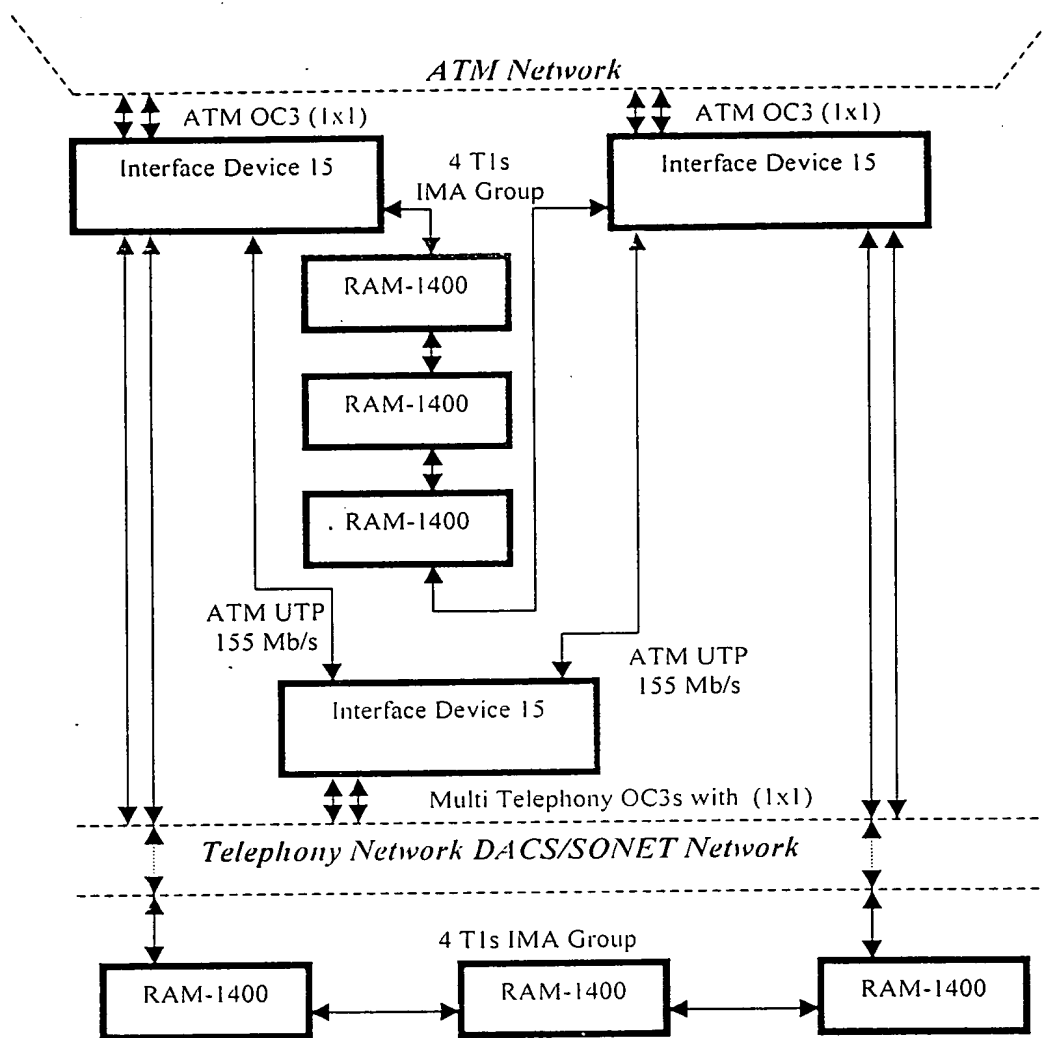 ATM Network
ATM OC3 (1x1)
ATM OC3 (1x1)
Interface Device 15
4 T1s
IMA Group
Interface Device 15
RAM-1400
RAM-1400
RAM-1400
ATM UTP
155 Mb/s
ATM UTP
155 Mb/s
Interface Device 15
Multi Telephony OC3s with (1x1)
Telephony Network DACS/SONET Network
4 T1s IMA Group
RAM-1400
RAM-1400
RAM-1400